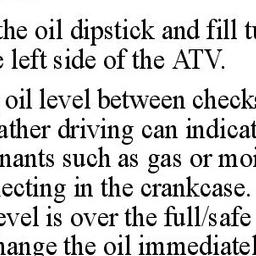 the oil dipstick and fill t
left side of the ATV.
oil level between checks
ather driving can indicat
nants such as gas or moi
ecting in the crankcase.
evel is over the full/safe
hange the oil immediatel